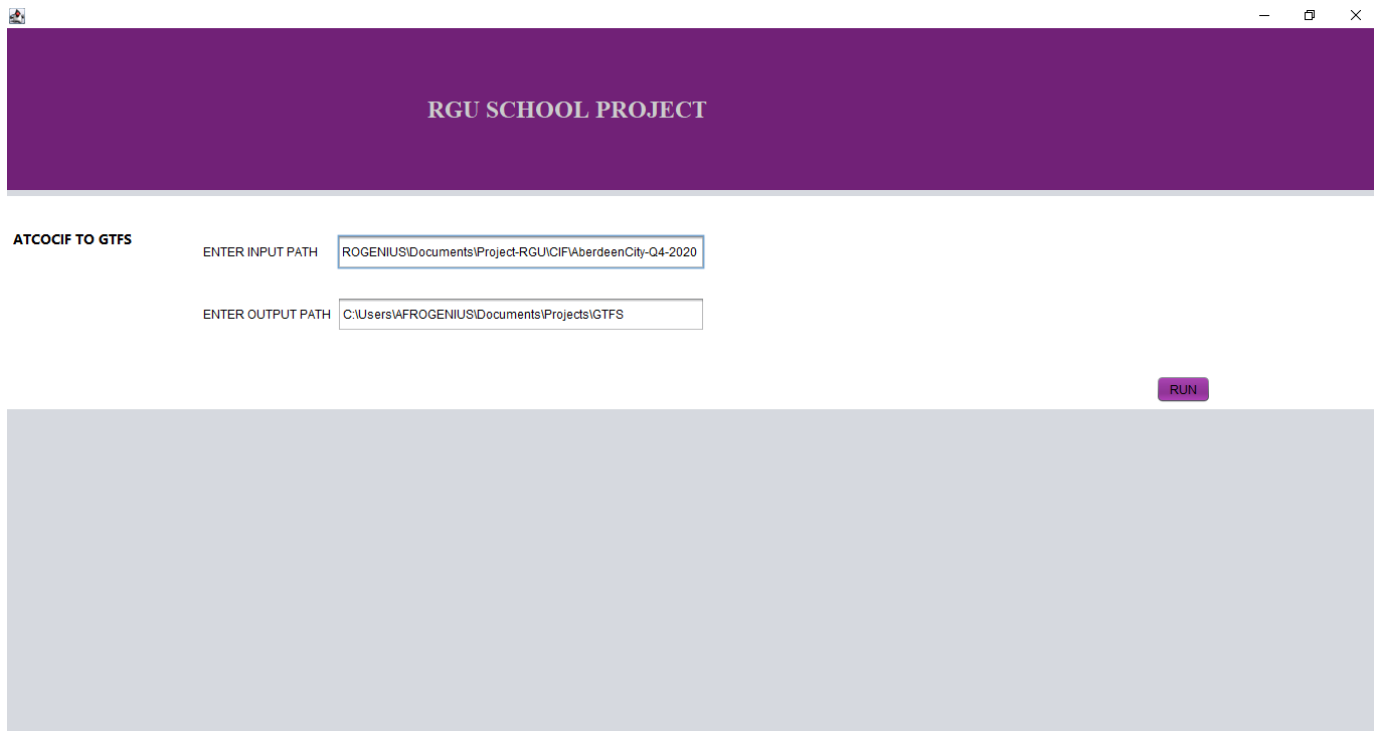 RGU SCHOOL PROJECT
ATCOCIF TO GTFS
ENTER INPUT PATH ROGENIUS\Documents\Project-RGU\CIF\AberdeenCity-Q4-2020
ENTER OUTPUT PATH C:\Users\AFROGENIUS\Documents\Projects\GTFS
RUN